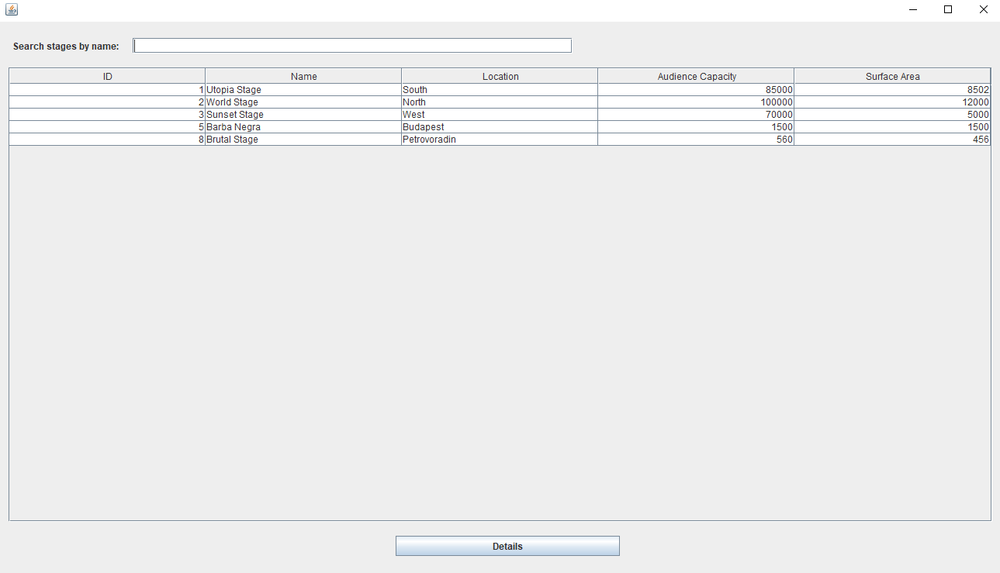 Search stages by name:
ID Name Location Audience Capacity Surface Area
1 Utopia Stage South 85000 8502
2 World Stage North 100000 12000
3 Sunset Stage West 70000 5000
5 Barba Negra Budapest 1500 1500
8 Brutal Stage Petrovoradin 560 456
Details